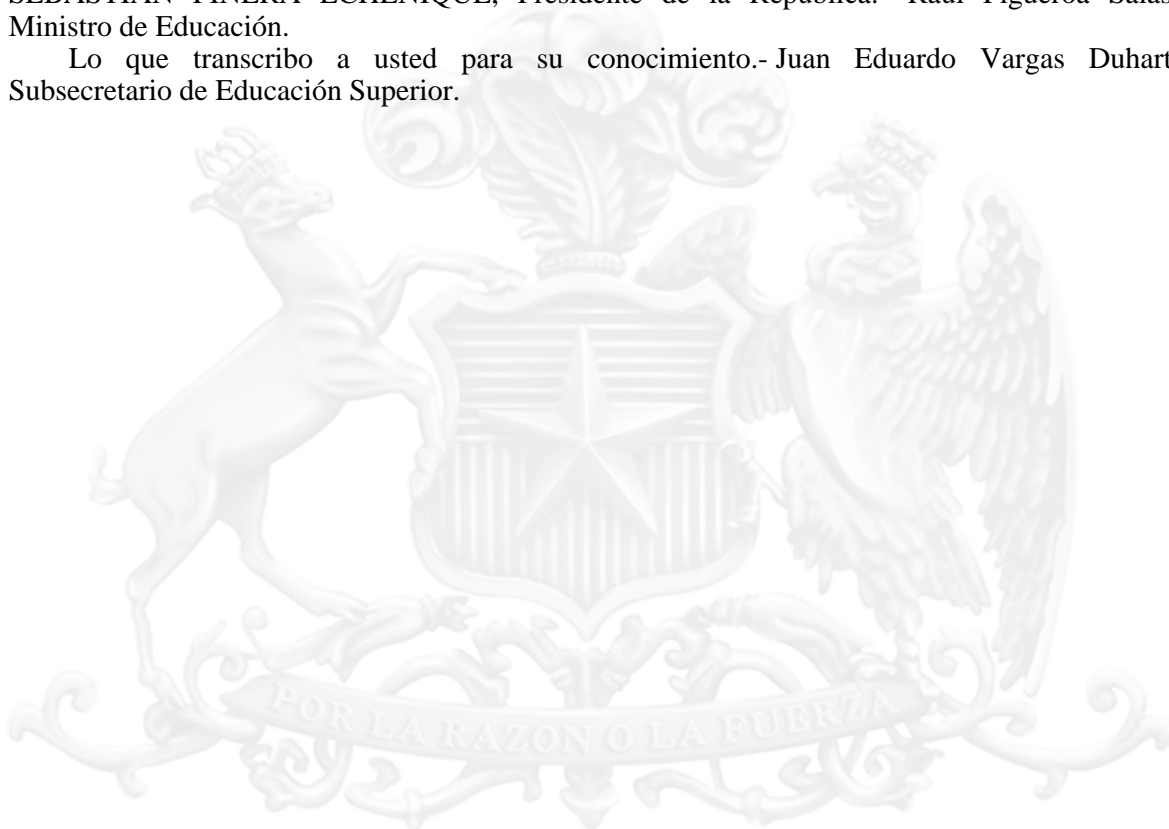 SEBASTIÁN PIÑERA ECHENIQUE, Presidente de la República.- Raúl Figueroa Salas
Ministro de Educación.
Lo que transcribo a usted para su conocimiento.- Juan Eduardo Vargas Duhart
Subsecretario de Educación Superior.
POR LA RAZON O LA FUERZA